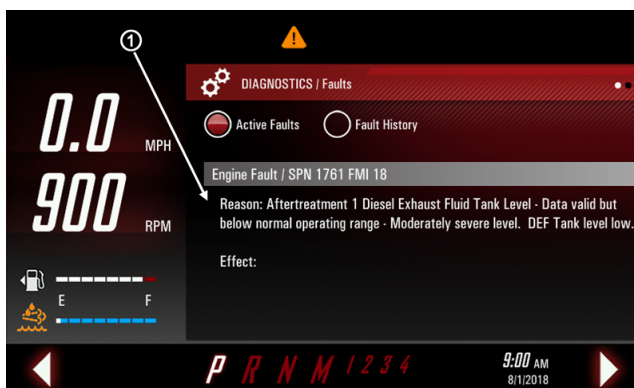 1
DIAGNOSTICS / Faults
Active Faults Fault History
0.0 MPH
Engine Fault / SPN 1761 FMI 18
Reason: Aftertreatment 1 Diesel Exhaust Fluid Tank Level - Data valid but
below normal operating range - Moderately severe level. DEF Tank level low.
900 RPM
Effect:
E F
P R N M 1 2 3 4
9:00 AM
8/1/2018